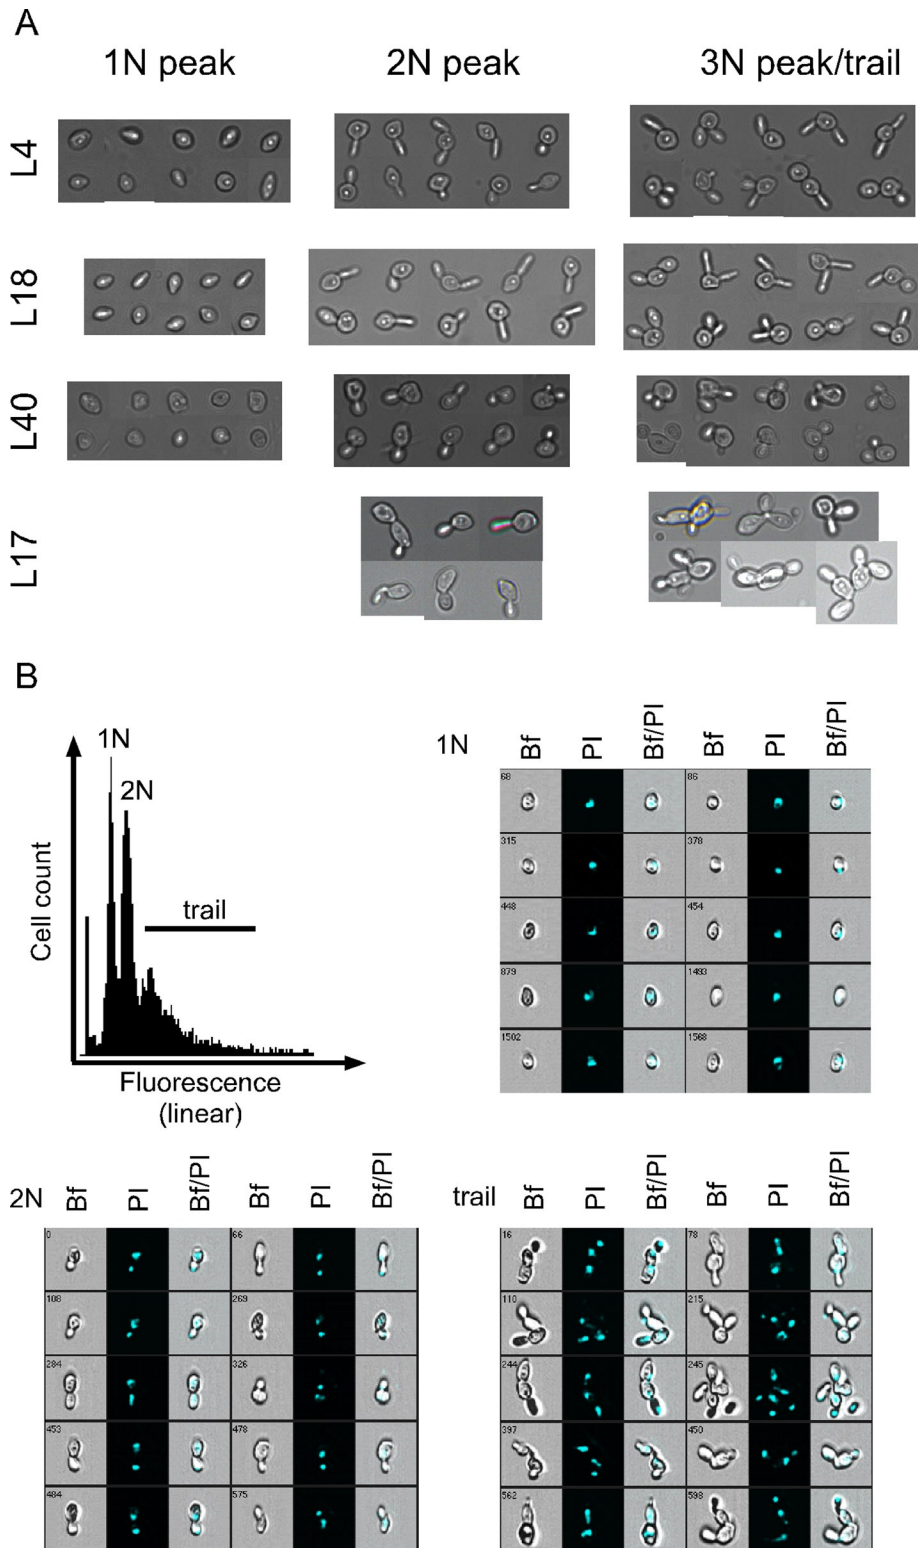 A
1N peak 2N peak 3N peak/trail
L4
L18
L40
L17
B
1N
2N
trail
Cell count
Fluorescence
(linear)
1N
Bf PI Bf/PI Bf PI Bf/PI
68 86
315 378
448 454
879 1493
1502 1568
2N
Bf PI Bf/PI Bf PI Bf/PI
0 66
108 269
284 326
453 478
484 575
trail
Bf PI Bf/PI Bf PI Bf/PI
16 78
110 215
244 245
397 450
562 598